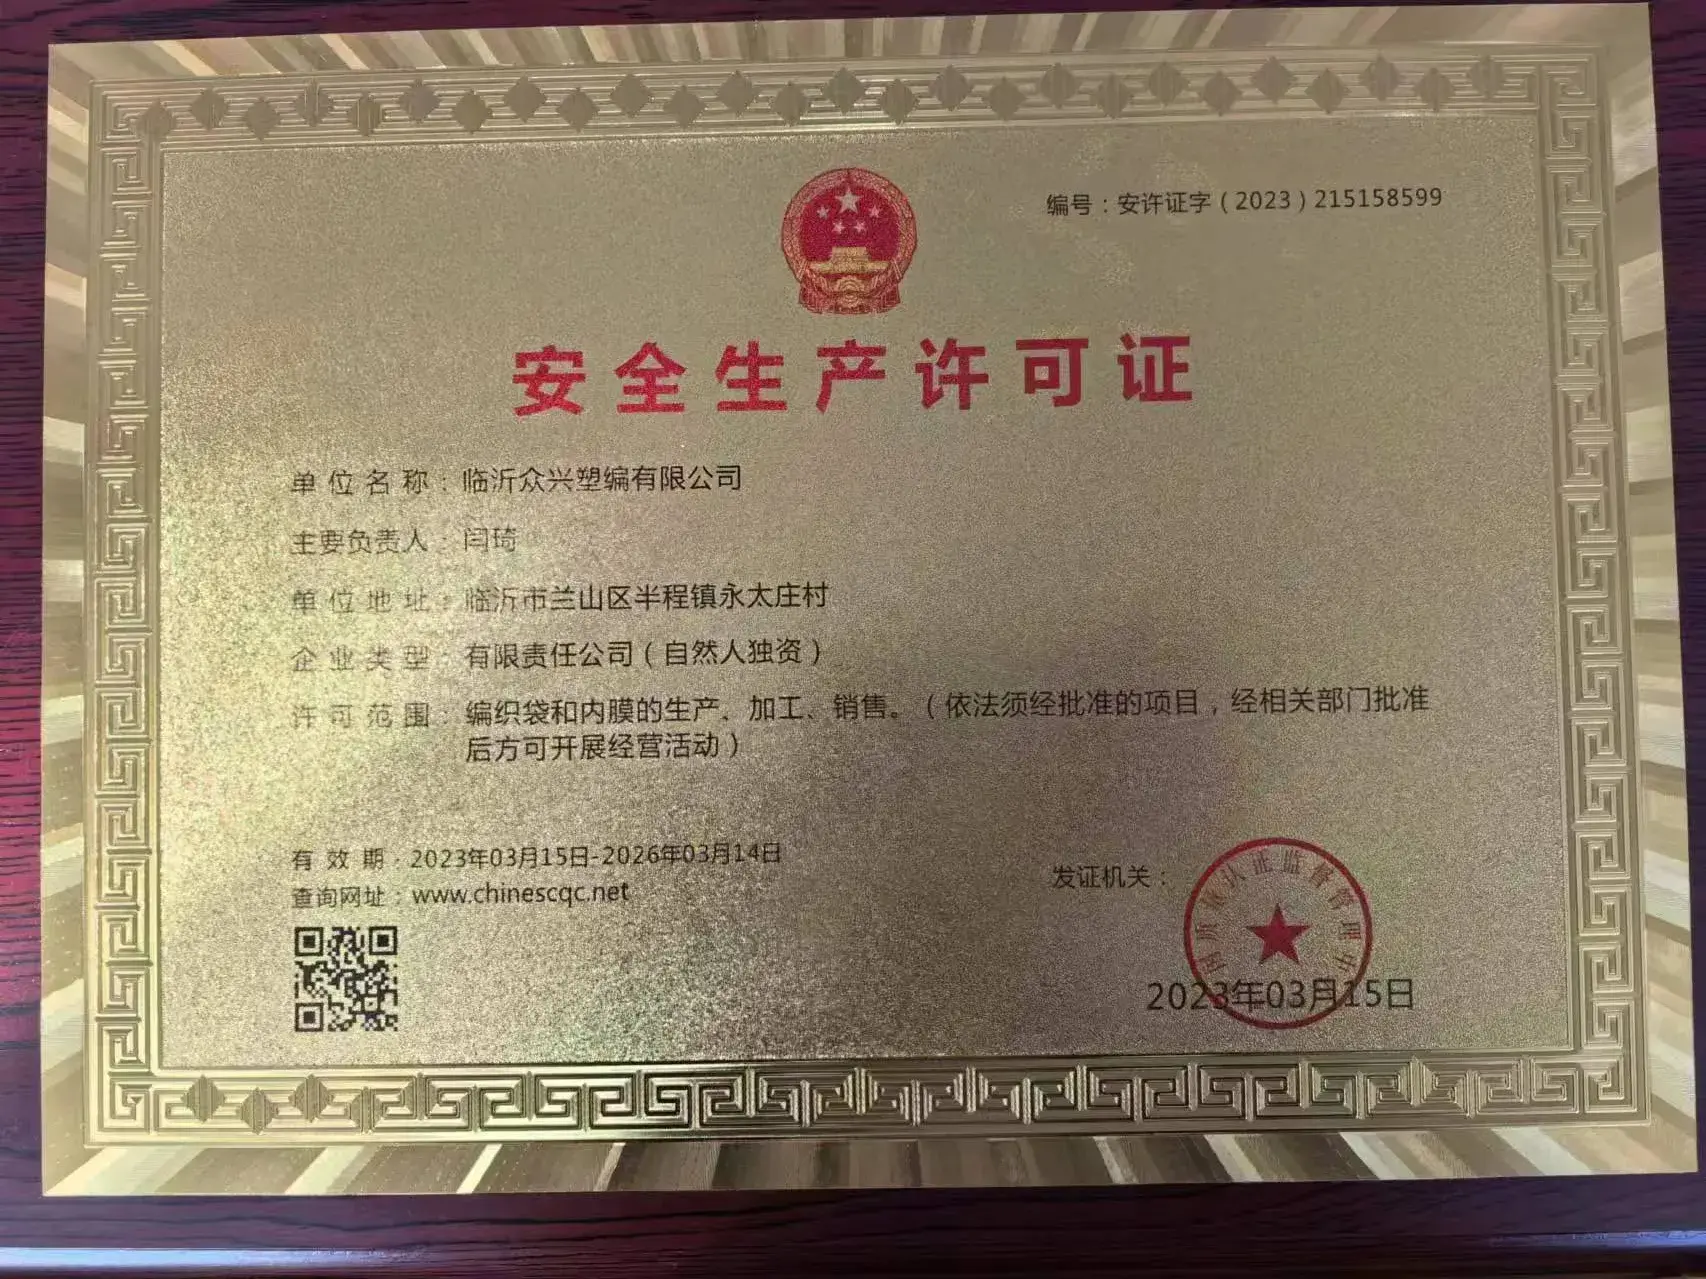 编号：安许证字（2023）215158599
安全生产许可证
单位名称：临沂众兴塑编有限公司
主要负责人：闫琦
单位地址：临沂市兰山区半程镇永太庄村
企业类型：有限责任公司（自然人独资）
许可范围：编织袋和内膜的生产、加工、销售。（依法须经批准的项目，经相关部门批准
后方可开展经营活动）
有效期：2023年03月15日-2026年03月14日
查询网址：www.chinescqc.net
发证机关：
认证监督管理中
2023年03月15日